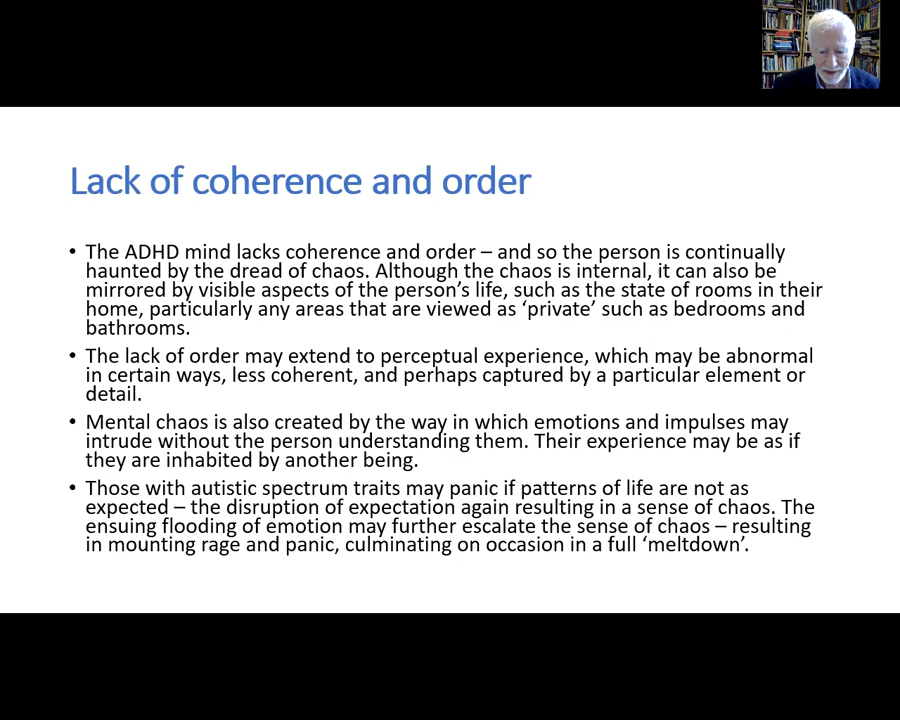 Lack of coherence and order
• The ADHD mind lacks coherence and order – and so the person is continually
haunted by the dread of chaos. Although the chaos is internal, it can also be
mirrored by visible aspects of the person’s life, such as the state of rooms in their
home, particularly any areas that are viewed as ‘private’ such as bedrooms and
bathrooms.
• The lack of order may extend to perceptual experience, which may be abnormal
in certain ways, less coherent, and perhaps captured by a particular element or
detail.
• Mental chaos is also created by the way in which emotions and impulses may
intrude without the person understanding them. Their experience may be as if
they are inhabited by another being.
• Those with autistic spectrum traits may panic if patterns of life are not as
expected – the disruption of expectation again resulting in a sense of chaos. The
ensuing flooding of emotion may further escalate the sense of chaos – resulting
in mounting rage and panic, culminating on occasion in a full ‘meltdown’.